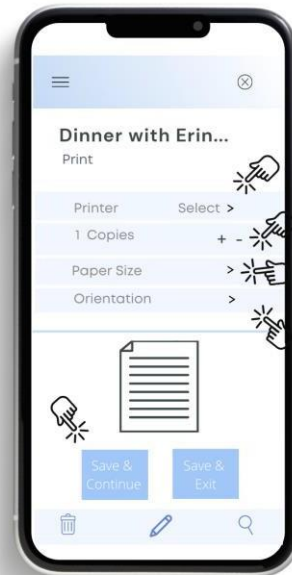 Dinner with Erin...
Print
Printer Select >
1 Copies + -
Paper Size >
Orientation >
Save & Continue
Save & Exit